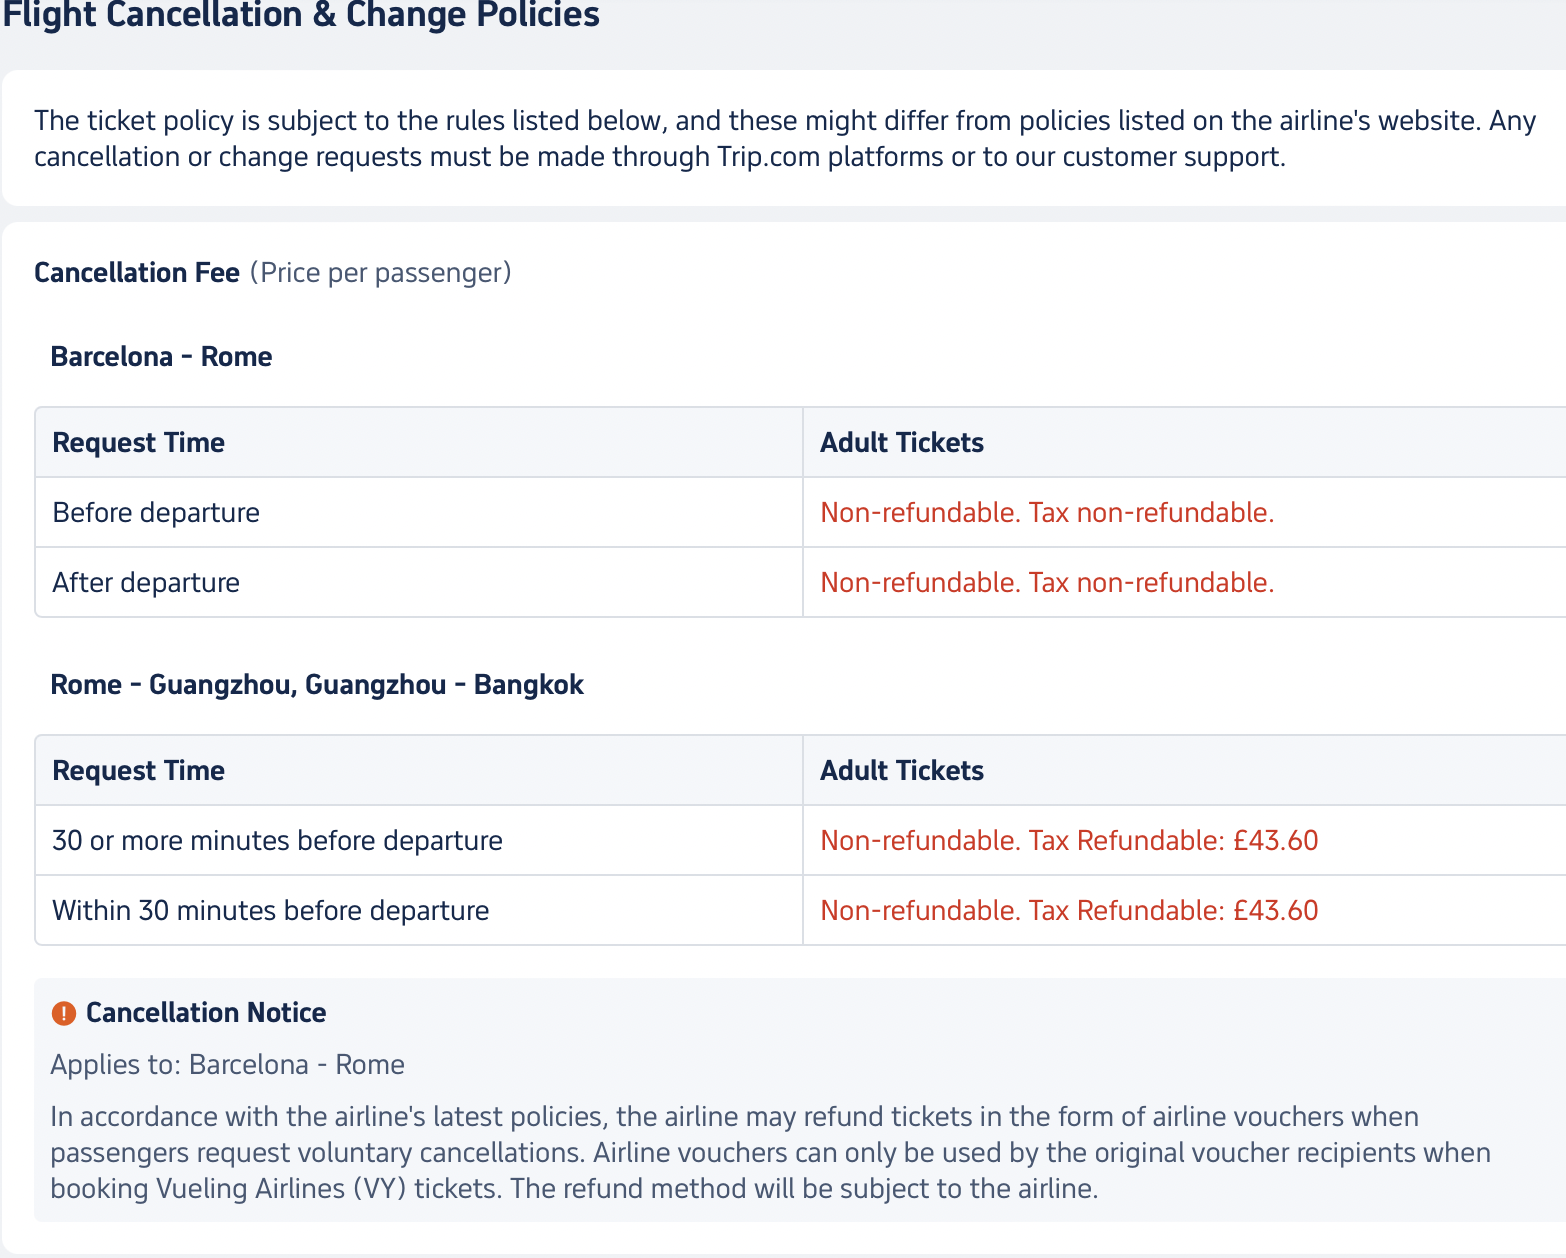 Flight Cancellation & Change Policies
The ticket policy is subject to the rules listed below, and these might differ from policies listed on the airline's website. Any
cancellation or change requests must be made through Trip.com platforms or to our customer support.
Cancellation Fee (Price per passenger)
Barcelona - Rome
Request Time Adult Tickets
Before departure Non-refundable. Tax non-refundable.
After departure Non-refundable. Tax non-refundable.
Rome - Guangzhou, Guangzhou - Bangkok
Request Time Adult Tickets
30 or more minutes before departure Non-refundable. Tax Refundable: £43.60
Within 30 minutes before departure Non-refundable. Tax Refundable: £43.60
Cancellation Notice
Applies to: Barcelona - Rome
In accordance with the airline's latest policies, the airline may refund tickets in the form of airline vouchers when
passengers request voluntary cancellations. Airline vouchers can only be used by the original voucher recipients when
booking Vueling Airlines (VY) tickets. The refund method will be subject to the airline.